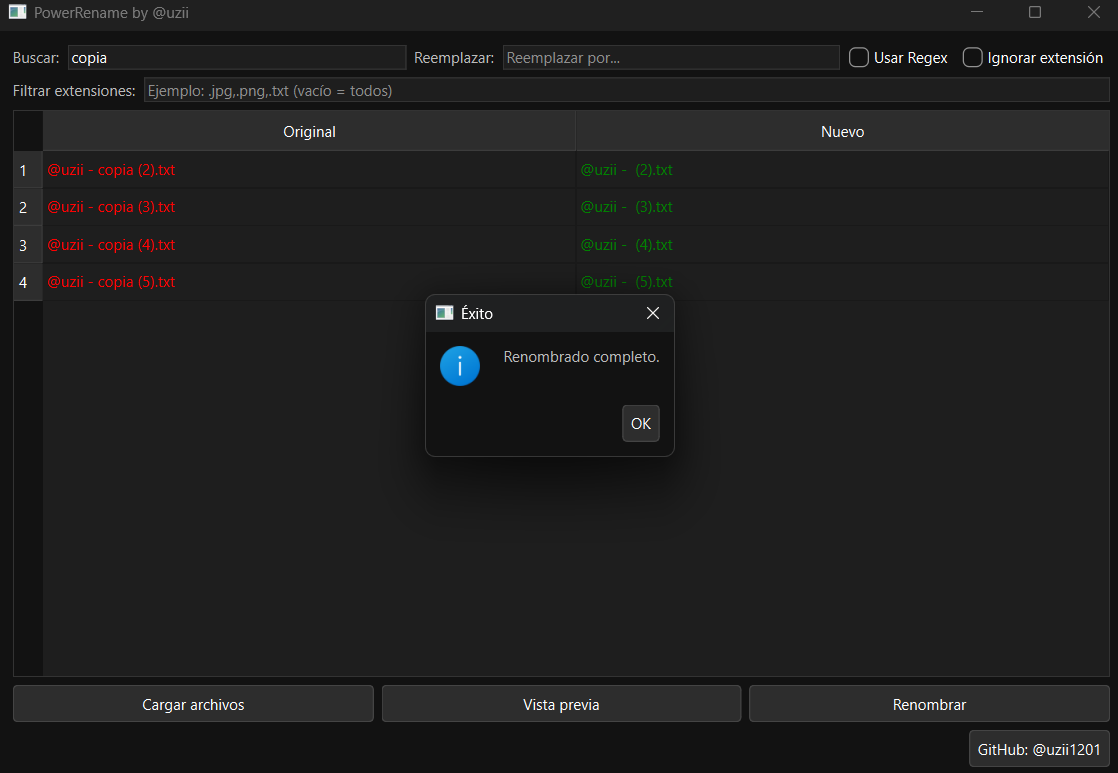 PowerRename by @uzii
Buscar: copia Reemplazar: Reemplazar por... Usar Regex Ignorar extensión
Filtrar extensiones: Ejemplo: .jpg,.png,.txt (vacío = todos)
Original Nuevo
1 @uzii - copia (2).txt @uzii -  (2).txt
2 @uzii - copia (3).txt @uzii -  (3).txt
3 @uzii - copia (4).txt @uzii -  (4).txt
4 @uzii - copia (5).txt @uzii -  (5).txt
Éxito
Renombrado completo.
OK
Cargar archivos Vista previa Renombrar
GitHub: @uzii1201